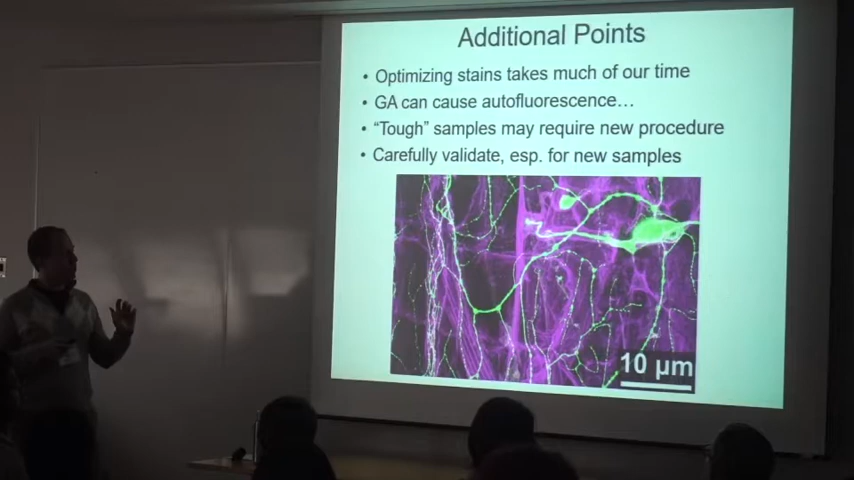 Additional Points
• Optimizing stains takes much of our time
• GA can cause autofluorescence…
• “Tough” samples may require new procedure
• Carefully validate, esp. for new samples
10 μm